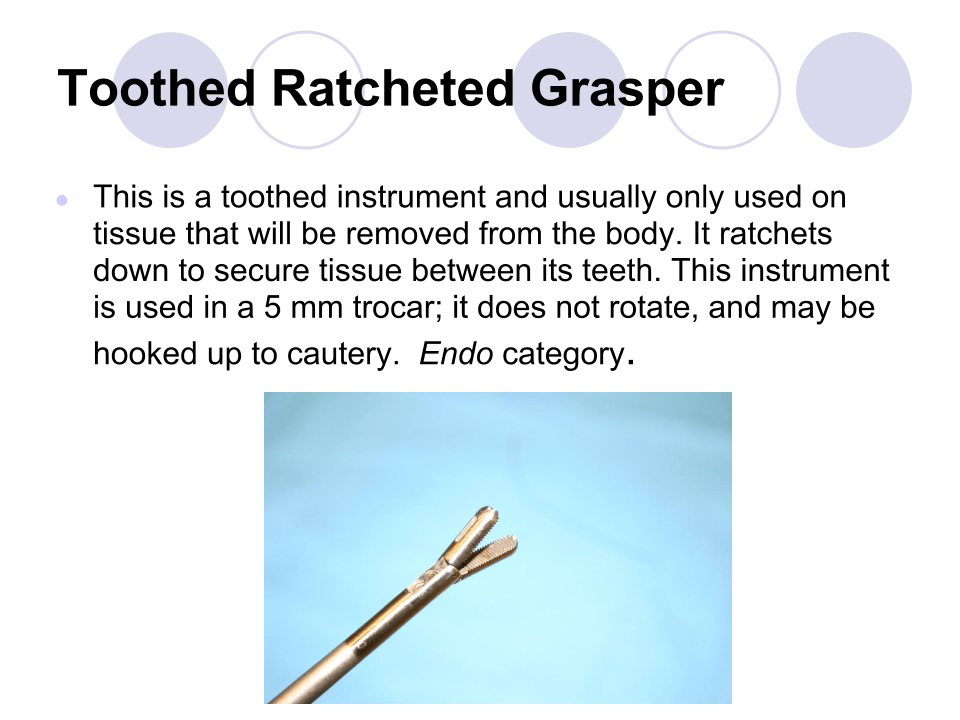 Toothed Ratcheted Grasper
This is a toothed instrument and usually only used on
tissue that will be removed from the body. It ratchets
down to secure tissue between its teeth. This instrument
is used in a 5 mm trocar; it does not rotate, and may be
hooked up to cautery.  Endo category.